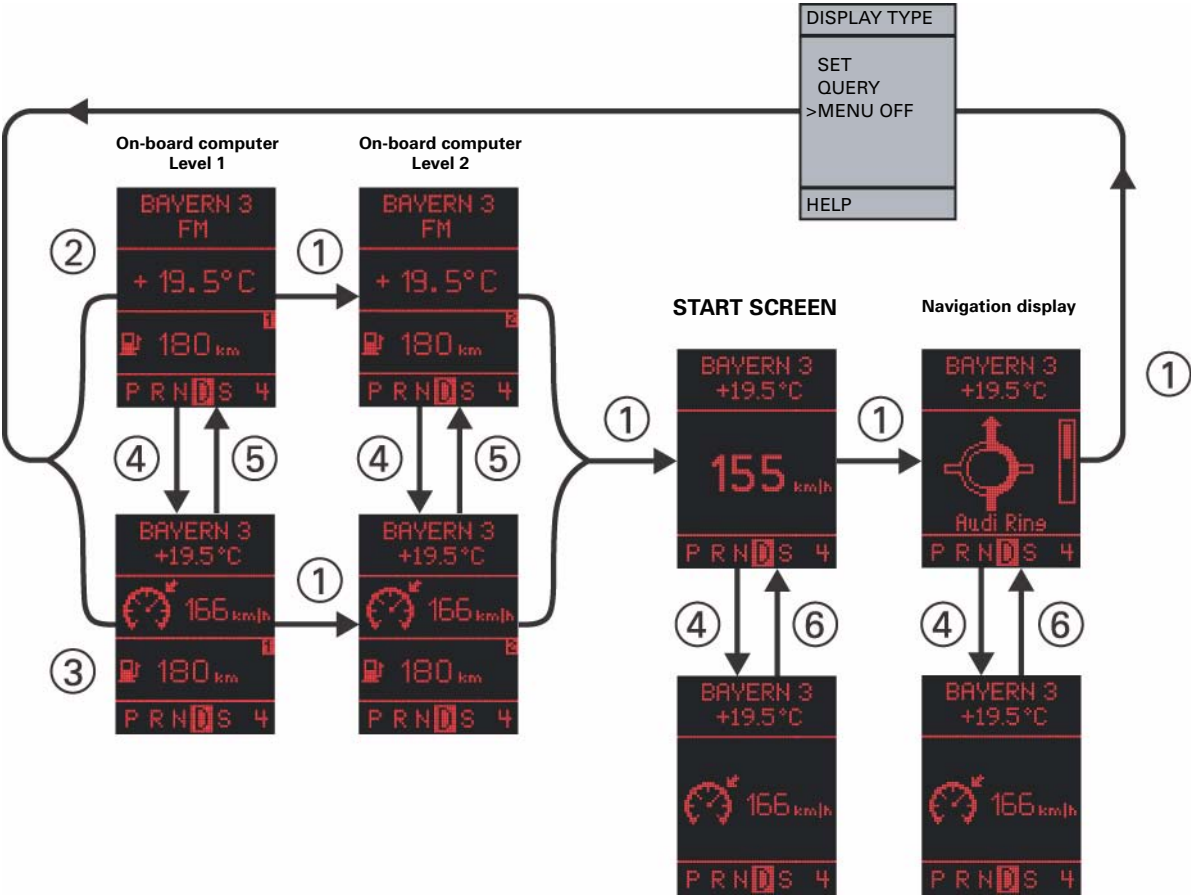 DISPLAY TYPE
SET
QUERY
>MENU OFF
HELP
On-board computer
Level 1
On-board computer
Level 2
BAYERN 3
FM
+ 19.5°C
1
180 km
P R N D S 4
BAYERN 3
FM
+ 19.5°C
2
180 km
P R N D S 4
2
1
4
5
4
5
BAYERN 3
+19.5°C
166 km/h
1
180 km
P R N D S 4
BAYERN 3
+19.5°C
166 km/h
2
180 km
P R N D S 4
3
1
1
START SCREEN
Navigation display
BAYERN 3
+19.5°C
155 km/h
P R N D S 4
1
BAYERN 3
+19.5°C
Audi Ring
P R N D S 4
1
4
6
4
6
BAYERN 3
+19.5°C
166 km/h
P R N D S 4
BAYERN 3
+19.5°C
166 km/h
P R N D S 4